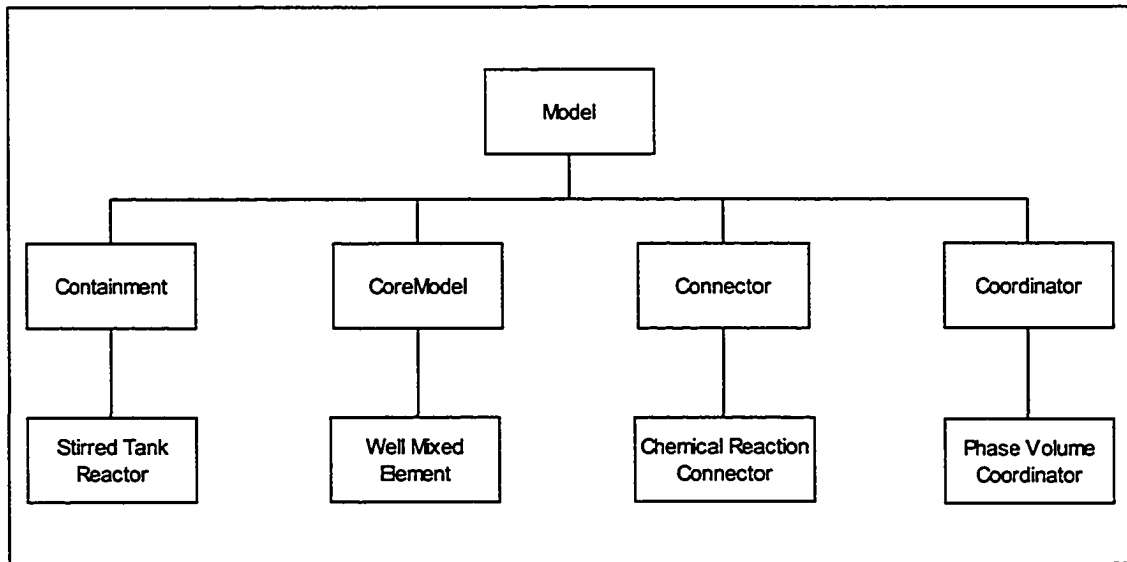 Model
Containment
CoreModel
Connector
Coordinator
Stirred Tank
Reactor
Well Mixed
Element
Chemical Reaction
Connector
Phase Volume
Coordinator